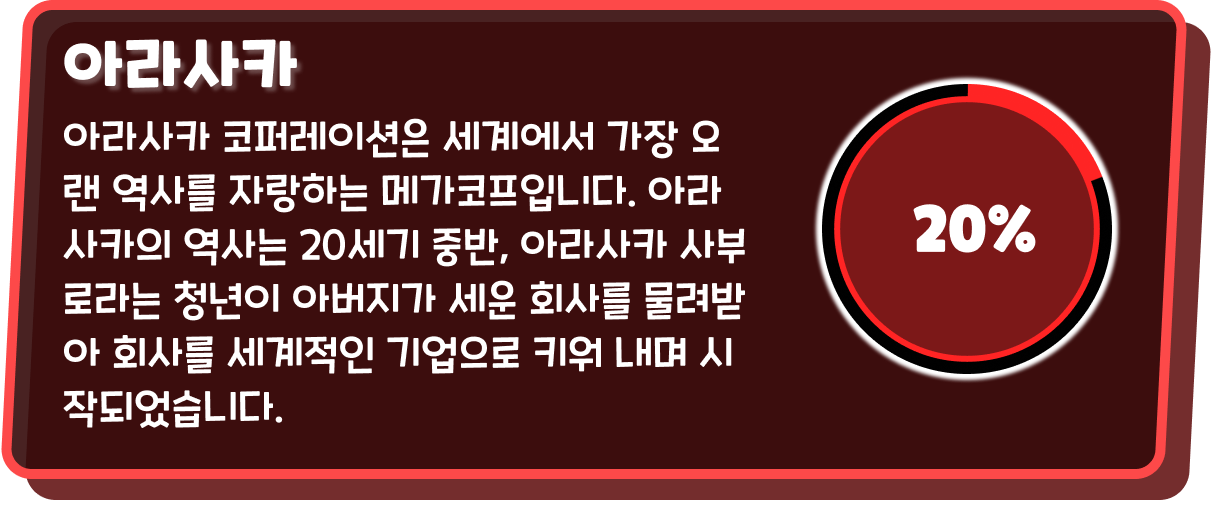 아라사카
아라사카 코퍼레이션은 세계에서 가장 오
랜 역사를 자랑하는 메가코프입니다. 아라
사카의 역사는 20세기 중반, 아라사카 사부
로라는 청년이 아버지가 세운 회사를 물려받
아 회사를 세계적인 기업으로 키워 내며 시
작되었습니다.
20%